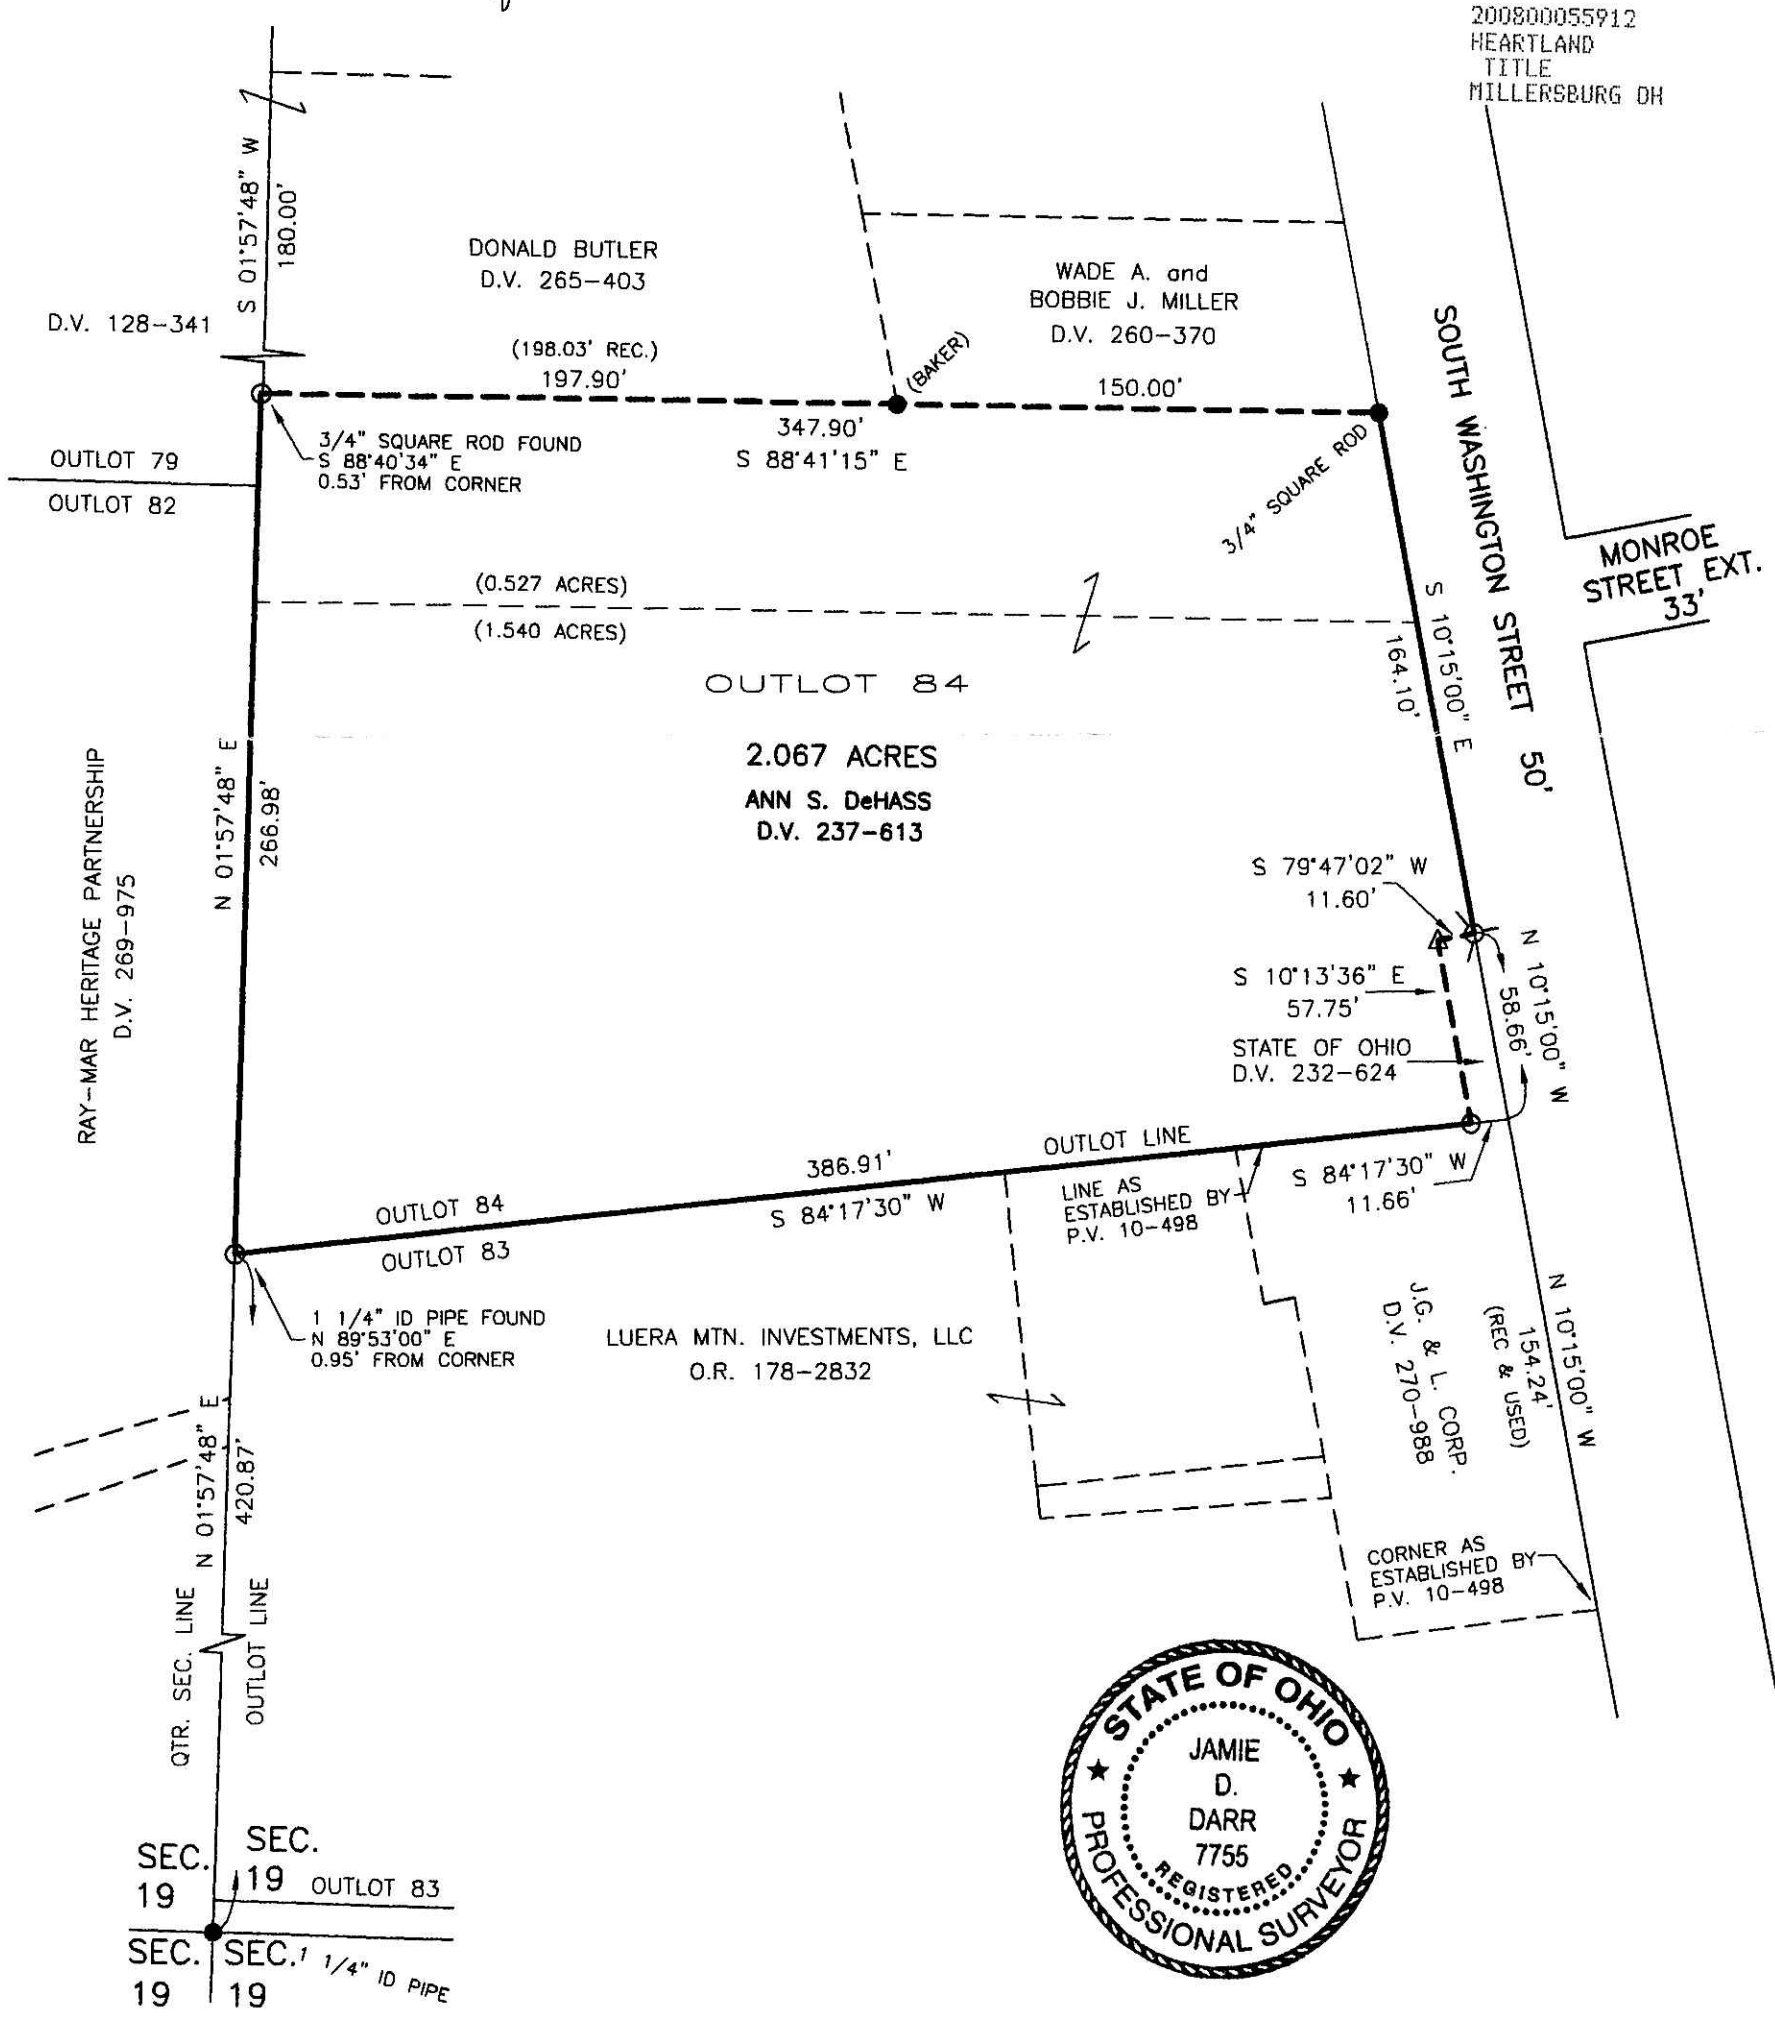 200800055912
HEARTLAND
TITLE
MILLERSBURG OH
S 01°57'48" W
180.00'
DONALD BUTLER
D.V. 265-403
WADE A. and
BOBBIE J. MILLER
D.V. 260-370
D.V. 128-341
(198.03' REC.)
197.90'
(BAKER)
150.00'
347.90'
S 88°41'15" E
3/4" SQUARE ROD FOUND
S 88°40'34" E
0.53' FROM CORNER
3/4" SQUARE ROD
OUTLOT 79
OUTLOT 82
SOUTH WASHINGTON STREET 50'
MONROE
STREET EXT.
33'
(0.527 ACRES)
(1.540 ACRES)
S 10°15'00" E
164.10'
OUTLOT 84
2.067 ACRES
ANN S. DeHASS
D.V. 237-613
N 01°57'48" E
266.98'
RAY-MAR HERITAGE PARTNERSHIP
D.V. 269-975
S 79°47'02" W
11.60'
S 10°13'36" E
57.75'
N 10°15'00" W
58.66'
STATE OF OHIO
D.V. 232-624
OUTLOT LINE
386.91'
S 84°17'30" W
LINE AS
ESTABLISHED BY
P.V. 10-498
S 84°17'30" W
11.66'
OUTLOT 84
OUTLOT 83
1 1/4" ID PIPE FOUND
N 89°53'00" E
0.95' FROM CORNER
LUERA MTN. INVESTMENTS, LLC
O.R. 178-2832
J.G. & L. CORP.
D.V. 270-988
N 10°15'00" W
154.24'
(REC & USED)
N 01°57'48" E
420.87'
QTR. SEC. LINE
OUTLOT LINE
CORNER AS
ESTABLISHED BY
P.V. 10-498
STATE OF OHIO
JAMIE
D.
DARR
7755
REGISTERED
PROFESSIONAL SURVEYOR
SEC.
19
SEC.
19
OUTLOT 83
SEC.
19
SEC.
19
1 1/4" ID PIPE